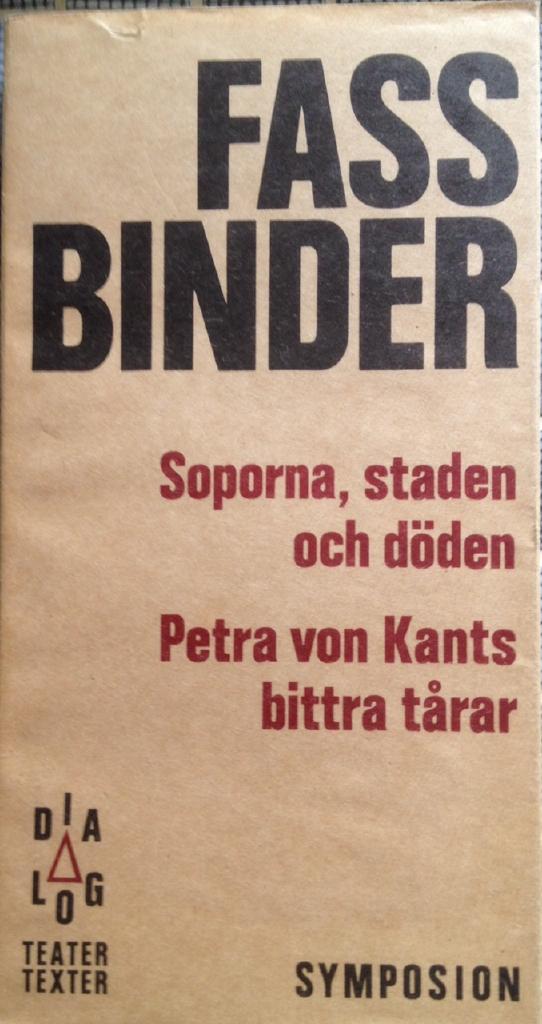 FASS
BINDER
Soporna, staden
och döden
Petra von Kants
bittra tårar
DIA
LOG
TEATER
TEXTER
SYMPOSION